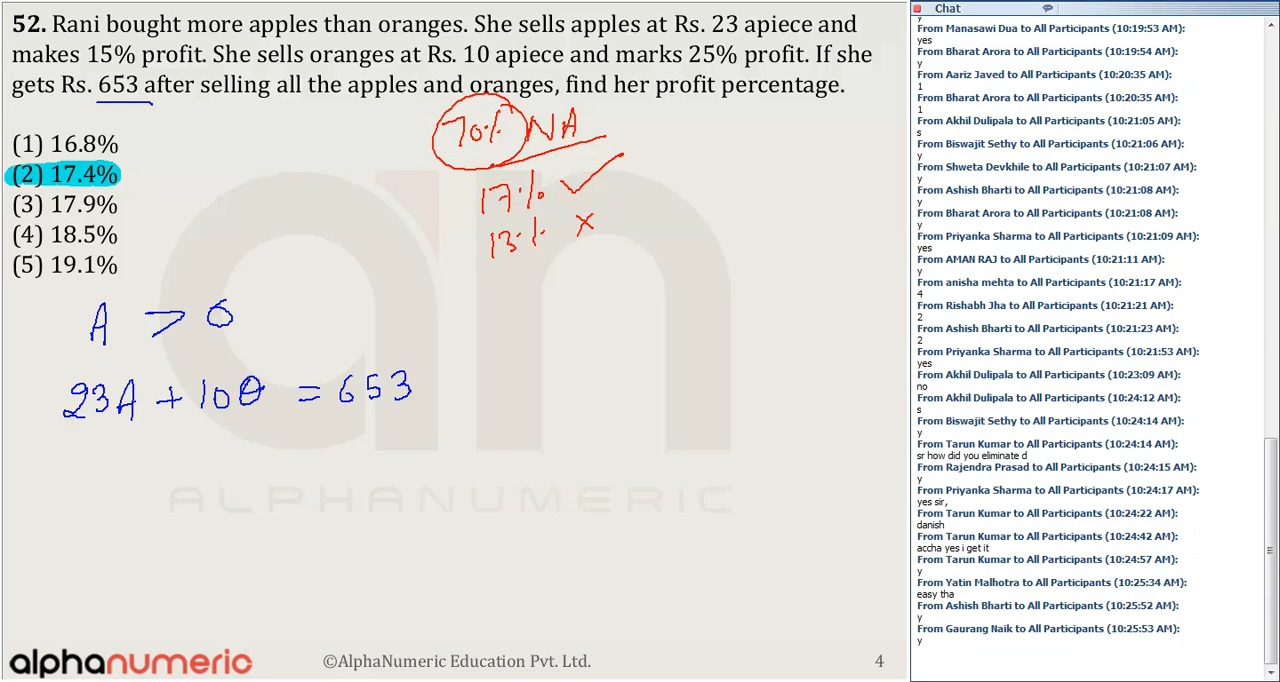 52. Rani bought more apples than oranges. She sells apples at Rs. 23 apiece and
makes 15% profit. She sells oranges at Rs. 10 apiece and marks 25% profit. If she
gets Rs. 653 after selling all the apples and oranges, find her profit percentage.
(1) 16.8%
(2) 17.4%
(3) 17.9%
(4) 18.5%
(5) 19.1%
70% NA
17%
13%
A > O
23A + 10O = 653
ALPHANUMERIC
alphanumeric
©AlphaNumeric Education Pvt. Ltd.
4
Chat
y
From Manasawi Dua to All Participants (10:19:53 AM):
yes
From Bharat Arora to All Participants (10:19:54 AM):
y
From Aariz Javed to All Participants (10:20:35 AM):
1
From Bharat Arora to All Participants (10:20:35 AM):
1
From Akhil Dulipala to All Participants (10:21:05 AM):
s
From Biswajit Sethy to All Participants (10:21:06 AM):
y
From Shweta Devkhile to All Participants (10:21:07 AM):
y
From Ashish Bharti to All Participants (10:21:08 AM):
y
From Bharat Arora to All Participants (10:21:08 AM):
y
From Priyanka Sharma to All Participants (10:21:09 AM):
yes
From AMAN RAJ to All Participants (10:21:11 AM):
y
From anisha mehta to All Participants (10:21:17 AM):
4
From Rishabh Jha to All Participants (10:21:21 AM):
2
From Ashish Bharti to All Participants (10:21:23 AM):
2
From Priyanka Sharma to All Participants (10:21:53 AM):
yes
From Akhil Dulipala to All Participants (10:23:09 AM):
no
From Akhil Dulipala to All Participants (10:24:12 AM):
s
From Biswajit Sethy to All Participants (10:24:14 AM):
y
From Tarun Kumar to All Participants (10:24:14 AM):
sr how did you eliminate d
From Rajendra Prasad to All Participants (10:24:15 AM):
y
From Priyanka Sharma to All Participants (10:24:17 AM):
yes sir,
From Tarun Kumar to All Participants (10:24:22 AM):
danish
From Tarun Kumar to All Participants (10:24:42 AM):
accha yes i get it
From Tarun Kumar to All Participants (10:24:57 AM):
y
From Yatin Malhotra to All Participants (10:25:34 AM):
easy tha
From Ashish Bharti to All Participants (10:25:52 AM):
y
From Gaurang Naik to All Participants (10:25:53 AM):
y